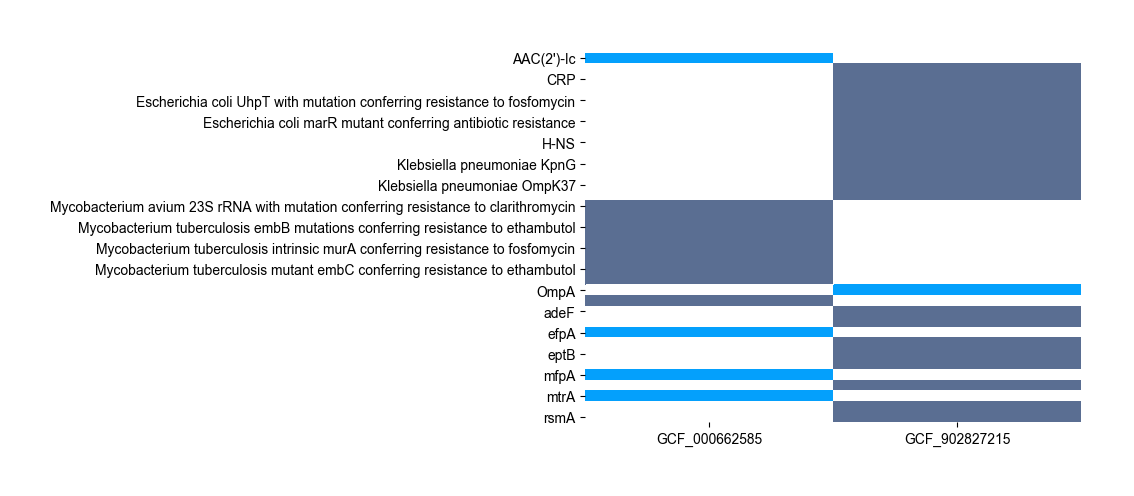 AAC(2')-Ic
CRP
Escherichia coli UhpT with mutation conferring resistance to fosfomycin
Escherichia coli marR mutant conferring antibiotic resistance
H-NS
Klebsiella pneumoniae KpnG
Klebsiella pneumoniae OmpK37
Mycobacterium avium 23S rRNA with mutation conferring resistance to clarithromycin
Mycobacterium tuberculosis embB mutations conferring resistance to ethambutol
Mycobacterium tuberculosis intrinsic murA conferring resistance to fosfomycin
Mycobacterium tuberculosis mutant embC conferring resistance to ethambutol
OmpA
adeF
efpA
eptB
mfpA
mtrA
rsmA
GCF_000662585
GCF_902827215